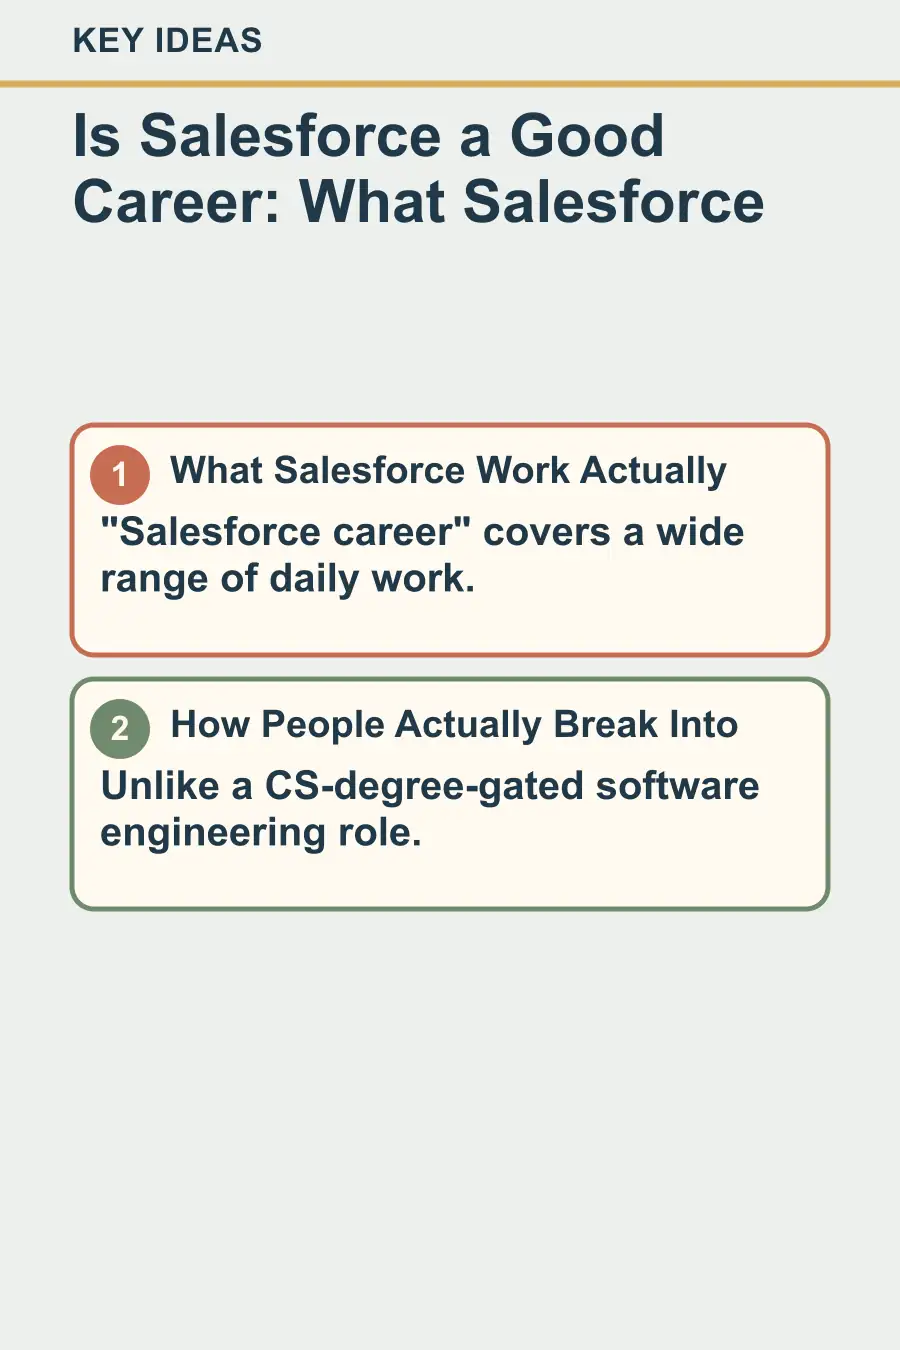 KEY IDEAS
Is Salesforce a Good
Career: What Salesforce
1 What Salesforce Work Actually
"Salesforce career" covers a wide
range of daily work.
2 How People Actually Break Into
Unlike a CS-degree-gated software
engineering role.